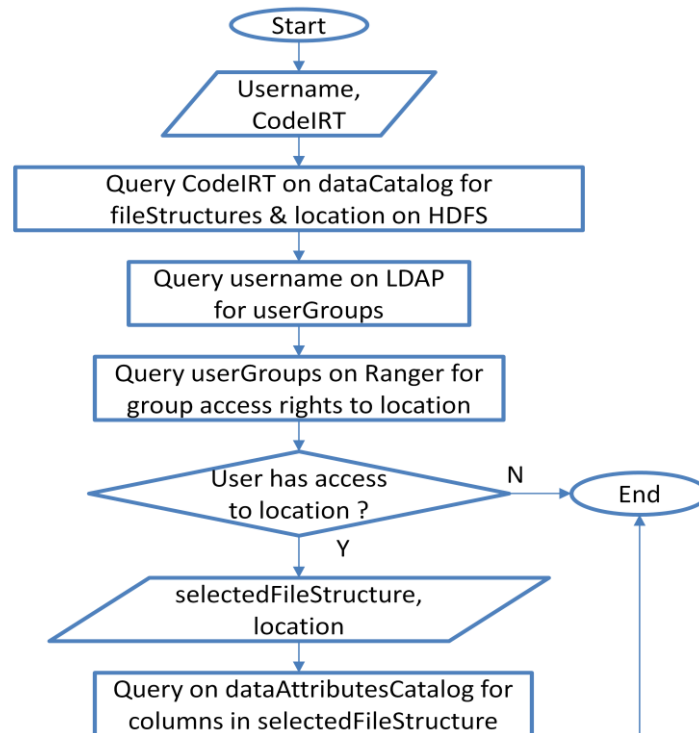 Start
Username,
CodeIRT
Query CodeIRT on dataCatalog for
fileStructures & location on HDFS
Query username on LDAP
for userGroups
Query userGroups on Ranger for
group access rights to location
User has access
to location ?
N
End
Y
selectedFileStructure,
location
Query on dataAttributesCatalog for
columns in selectedFileStructure